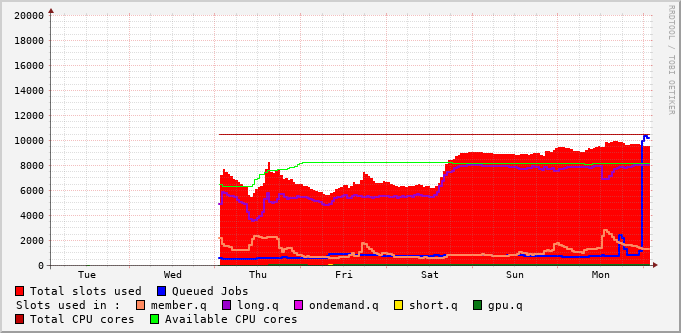 20000
18000
16000
14000
12000
10000
8000
6000
4000
2000
0
Tue Wed Thu Fri Sat Sun Mon
Total slots used Queued Jobs
Slots used in : member.q long.q ondemand.q short.q gpu.q
Total CPU cores Available CPU cores
RRDTOOL / TOBI OETIKER